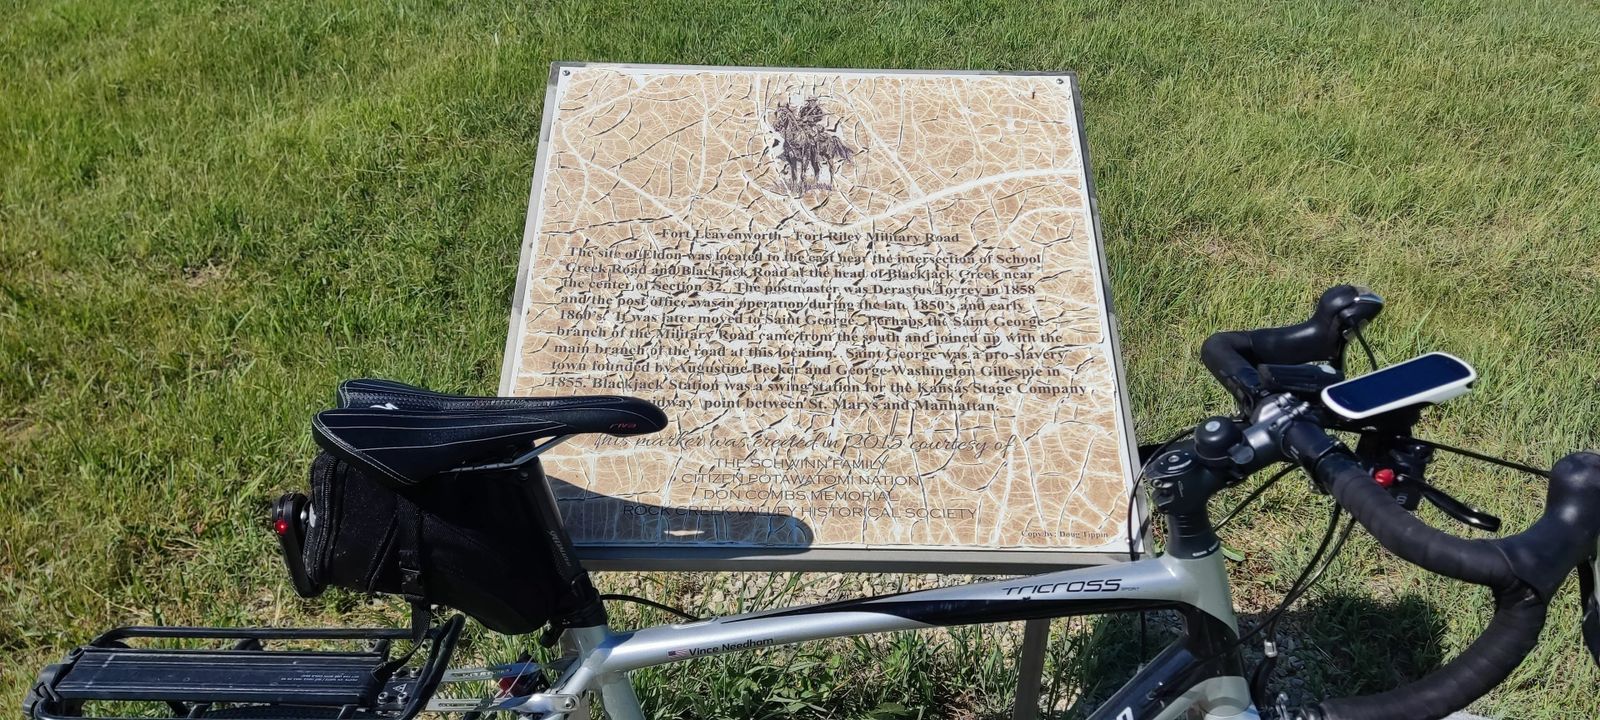 Fort Leavenworth - Fort Riley Military Road
The site of Eldon was located to the east near the intersection of School
Creek Road and Blackjack Road at the head of Blackjack Creek near
the center of Section 32. The postmaster was Derastus Torrey in 1858
and the post office was in operation during the late 1850's and early
1860's. It was later moved to Saint George. Perhaps the Saint George
branch of the Military Road came from the south and joined up with the
main branch of the road at this location. Saint George was a pro-slavery
town founded by Augustine Becker and George Washington Gillespie in
1855. Blackjack Station was a swing station for the Kansas Stage Company
point between St. Marys and Manhattan.
This marker was erected in 2015 courtesy of
THE SCHWINN FAMILY
CITIZEN POTAWATOMI NATION
DON COMBS MEMORIAL
ROCK CREEK VALLEY HISTORICAL SOCIETY
Copy by: Doug Tippin
RIVA
TRICROSS SPORT
Vince Needham